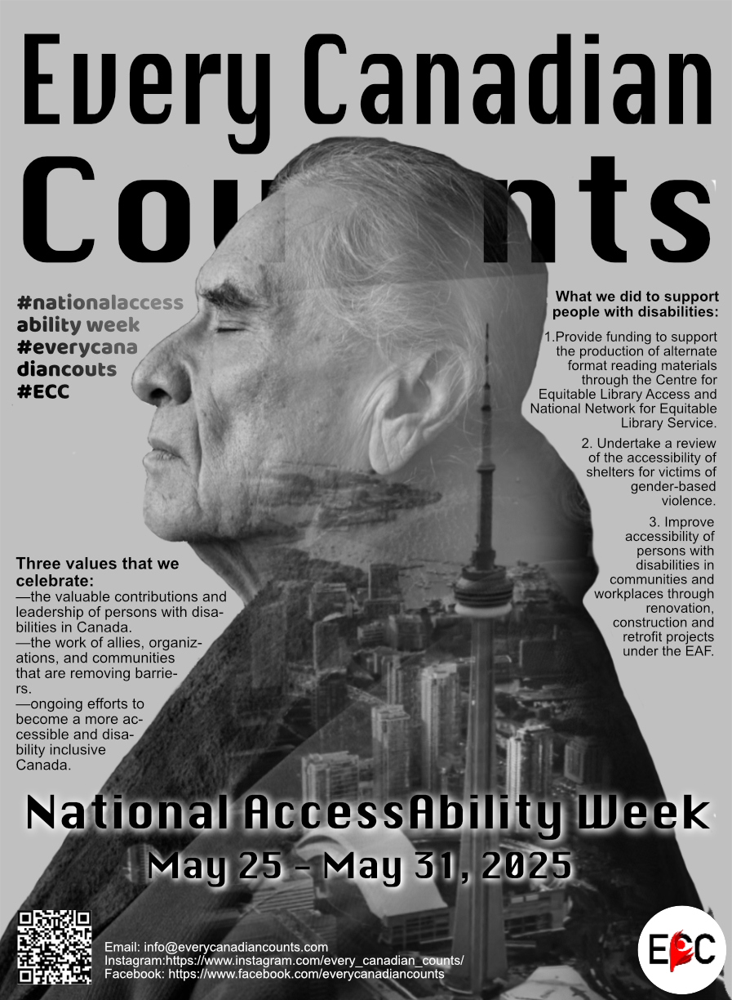 Every Canadian
Counts
#nationalaccess
ability week
#everycana
diancouts
#ECC
What we did to support
people with disabilities:
1.Provide funding to support
the production of alternate
format reading materials
through the Centre for
Equitable Library Access and
National Network for Equitable
Library Service.
2. Undertake a review
of the accessibility of
shelters for victims of
gender-based
violence.
3. Improve
accessibility of
persons with
disabilities in
communities and
workplaces through
renovation,
construction and
retrofit projects
under the EAF.
Three values that we
celebrate:
—the valuable contributions and
leadership of persons with disa-
bilities in Canada.
—the work of allies, organiz-
ations, and communities
that are removing barrie-
rs.
—ongoing efforts to
become a more ac-
cessible and disa-
bility inclusive
Canada.
National AccessAbility Week
May 25 – May 31, 2025
Email: info@everycanadiancounts.com
Instagram:https://www.instagram.com/every_canadian_counts/
Facebook: https://www.facebook.com/everycanadiancounts
ECC